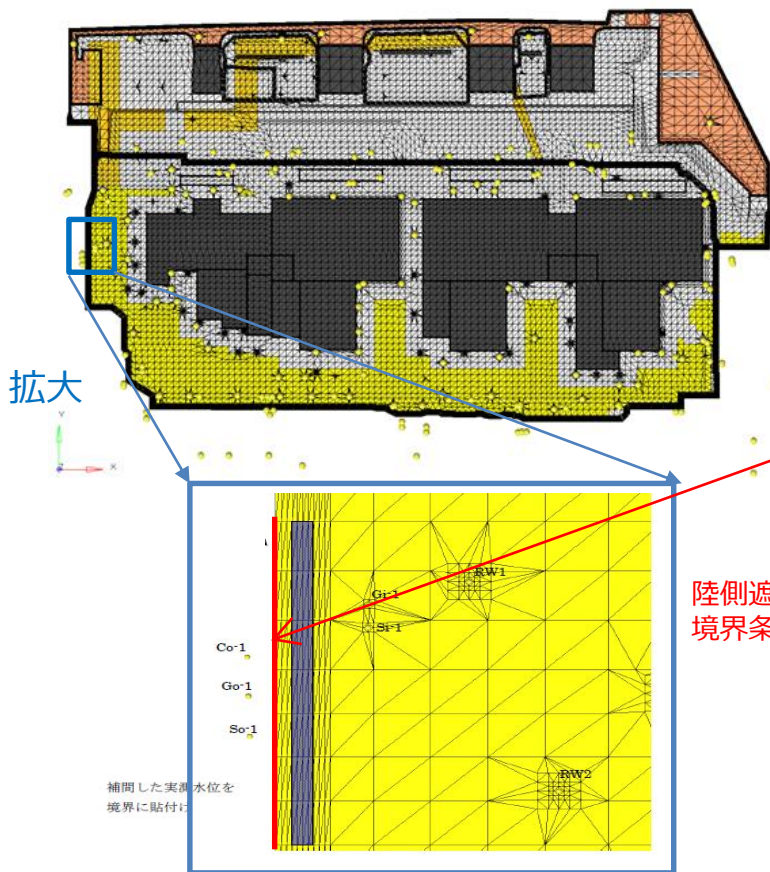 拡大
Y
X
陸側遮
境界条
RW1
Gi-1
Si-1
Co-1
Go-1
So-1
RW2
補間した実測水位を
境界に貼付け